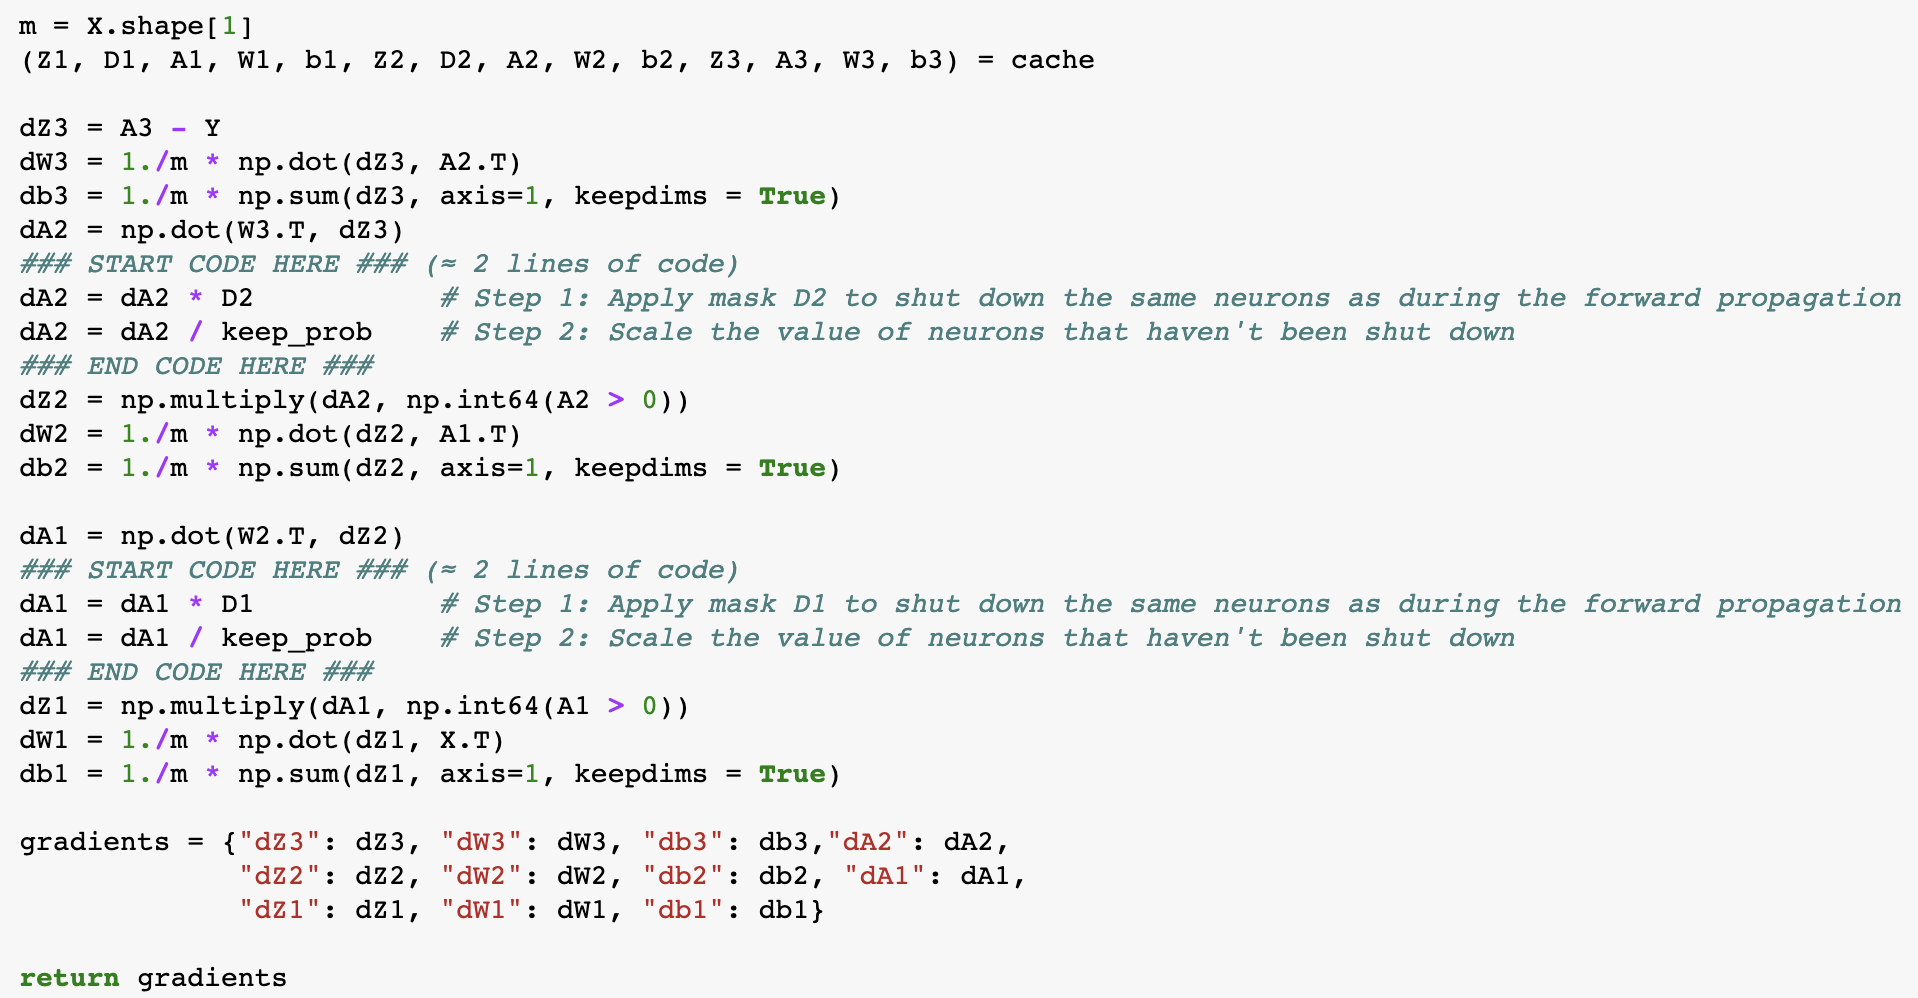 m = X.shape[1]
(Z1, D1, A1, W1, b1, Z2, D2, A2, W2, b2, Z3, A3, W3, b3) = cache
dZ3 = A3 - Y
dW3 = 1./m * np.dot(dZ3, A2.T)
db3 = 1./m * np.sum(dZ3, axis=1, keepdims = True)
dA2 = np.dot(W3.T, dZ3)
### START CODE HERE ### (≈ 2 lines of code)
dA2 = dA2 * D2           # Step 1: Apply mask D2 to shut down the same neurons as during the forward propagation
dA2 = dA2 / keep_prob    # Step 2: Scale the value of neurons that haven't been shut down
### END CODE HERE ###
dZ2 = np.multiply(dA2, np.int64(A2 > 0))
dW2 = 1./m * np.dot(dZ2, A1.T)
db2 = 1./m * np.sum(dZ2, axis=1, keepdims = True)
dA1 = np.dot(W2.T, dZ2)
### START CODE HERE ### (≈ 2 lines of code)
dA1 = dA1 * D1           # Step 1: Apply mask D1 to shut down the same neurons as during the forward propagation
dA1 = dA1 / keep_prob    # Step 2: Scale the value of neurons that haven't been shut down
### END CODE HERE ###
dZ1 = np.multiply(dA1, np.int64(A1 > 0))
dW1 = 1./m * np.dot(dZ1, X.T)
db1 = 1./m * np.sum(dZ1, axis=1, keepdims = True)
gradients = {"dZ3": dZ3, "dW3": dW3, "db3": db3,"dA2": dA2,
             "dZ2": dZ2, "dW2": dW2, "db2": db2, "dA1": dA1,
             "dZ1": dZ1, "dW1": dW1, "db1": db1}
return gradients